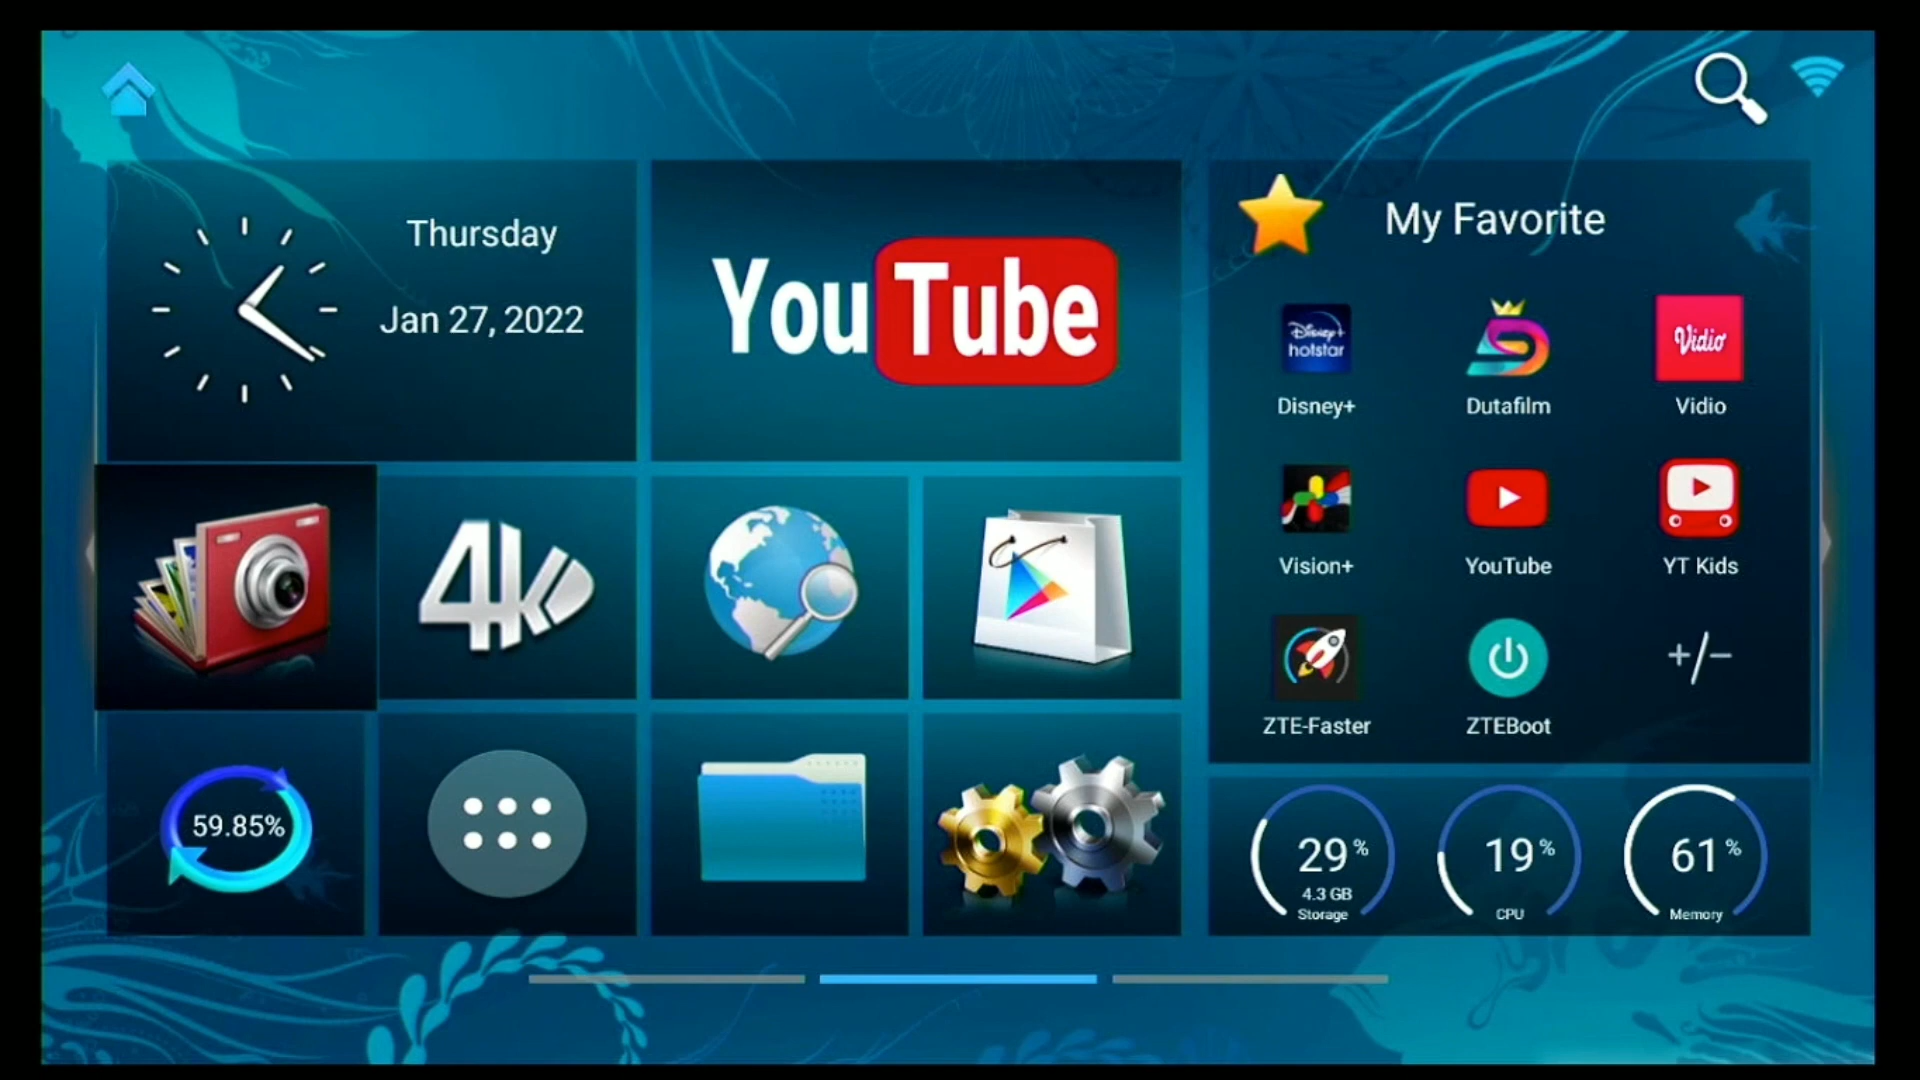 Thursday
Jan 27, 2022
YouTube
My Favorite
Disney+
hotstar
Disney+
Dutafilm
Vidio
Vidio
Vision+
YouTube
YT Kids
ZTE-Faster
ZTEBoot
+/−
4K
59.85%
29%
4.3 GB
Storage
19%
CPU
61%
Memory